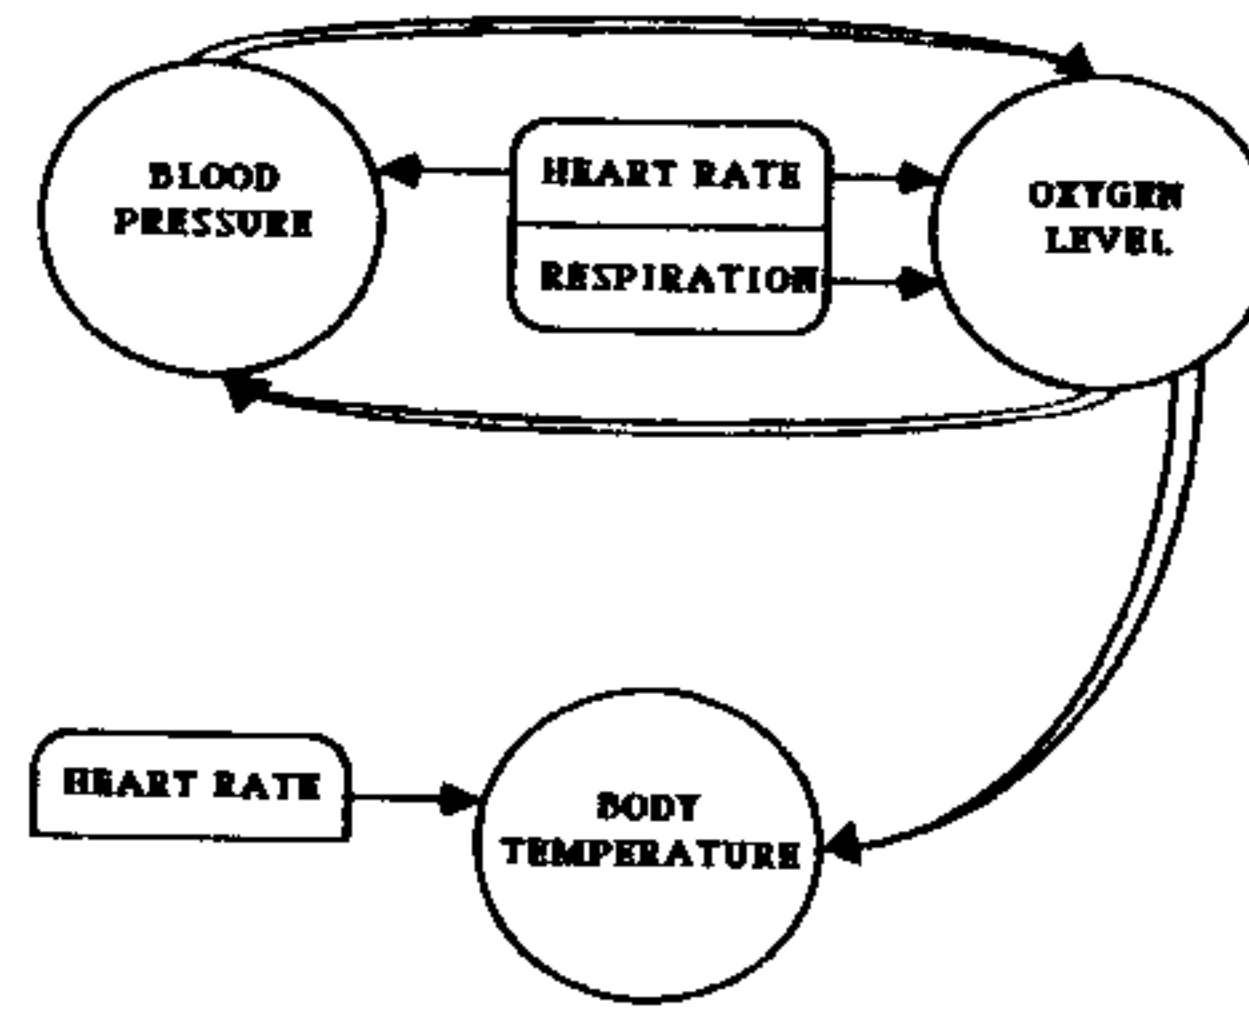 BLOOD
PRESSURE
HEART RATE
RESPIRATION
OXYGEN
LEVEL
HEART RATE
BODY
TEMPERATURE